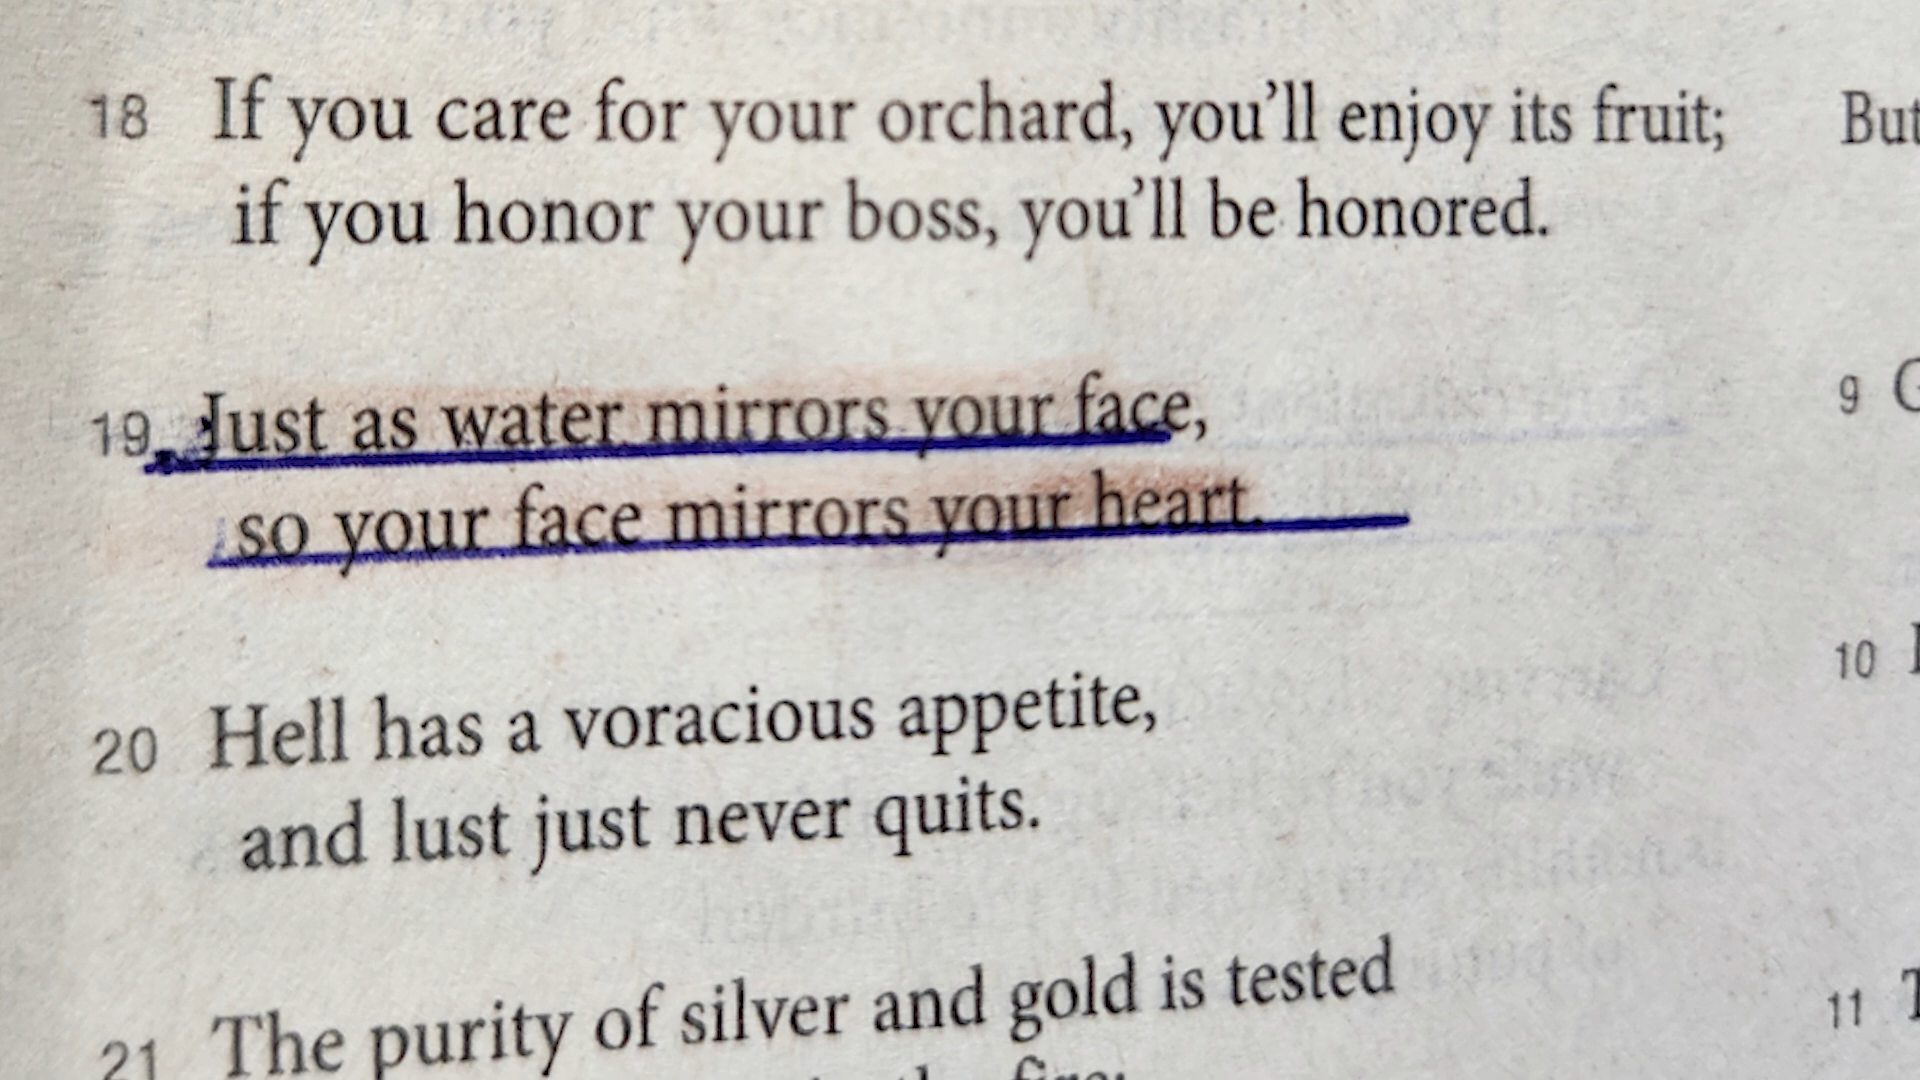 18 If you care for your orchard, you'll enjoy its fruit;
if you honor your boss, you'll be honored.
19 Just as water mirrors your face,
so your face mirrors your heart.
20 Hell has a voracious appetite,
and lust just never quits.
21 The purity of silver and gold is tested
But
9
10
11